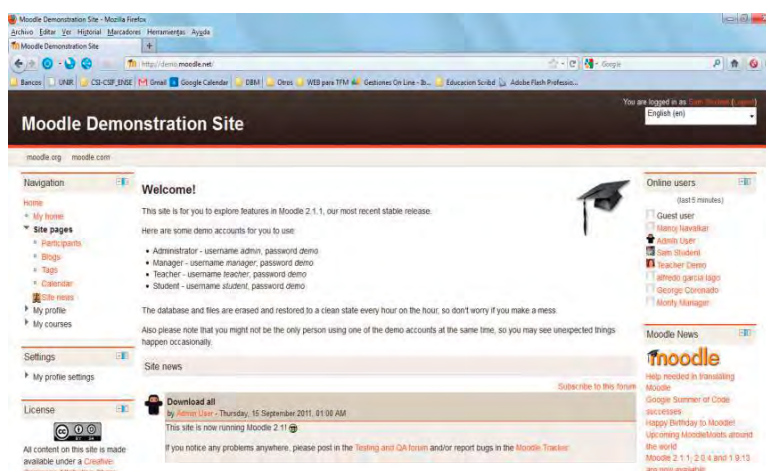 Moodle Demonstration Site - Mozilla Firefox
Archivo Editar Ver Historial Marcadores Herramientas Ayuda
Moodle Demonstration Site
http://demo.moodle.net
Google
Bancos UNIR CSI-CSIF_ENSE Gmail Google Calendar DBM Otros WEB para TFM Gestiones On Line - Ib... Educacion Scribd Adobe Flash Professio...
You are logged in as Sam Student (Logout)
English (en)
Moodle Demonstration Site
moodle.org moodle.com
Navigation
Home
My home
Site pages
Participants
Blogs
Tags
Calendar
Site news
My profile
My courses
Settings
My profile settings
License
All content on this site is made
available under a Creative
Welcome!
This site is for you to explore features in Moodle 2.1.1, our most recent stable release.
Here are some demo accounts for you to use:
Administrator - username admin, password demo
Manager - username manager, password demo
Teacher - username teacher, password demo
Student - username student, password demo
The database and files are erased and restored to a clean state every hour on the hour, so don't worry if you make a mess.
Also please note that you might not be the only person using one of the demo accounts at the same time, so you may see unexpected things
happen occasionally.
Site news
Subscribe to this forum
Download all
by Admin User - Thursday, 15 September 2011, 01:00 AM
This site is now running Moodle 2.1!
If you notice any problems anywhere, please post in the Testing and QA forum and/or report bugs in the Moodle Tracker.
Online users
(last 5 minutes)
Guest user
Manoj Navalkar
Admin User
Sam Student
Teacher Demo
alfredo garcia lago
George Coronado
Monty Manager
Moodle News
moodle
Help needed in translating
Moodle
Google Summer of Code
successes
Happy Birthday to Moodle!
Upcoming MoodleMoots around
the world
Moodle 2.1.1, 2.0.4 and 1.9.13
are now available